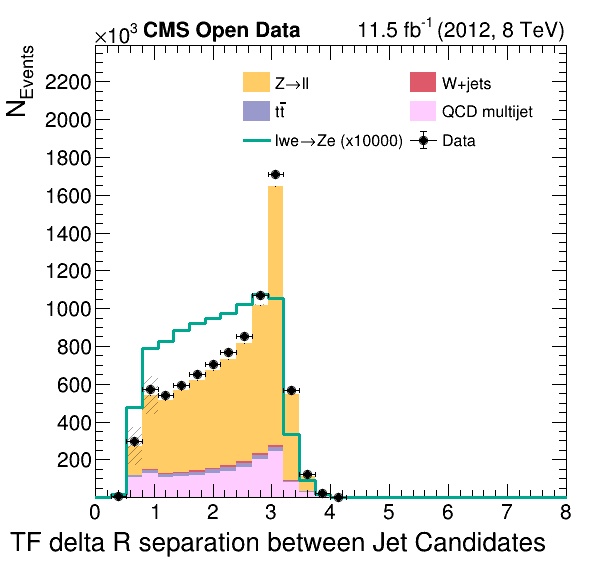 ×10³ CMS Open Data 11.5 fb⁻¹ (2012, 8 TeV)
N_Events
2200
2000
1800
1600
1400
1200
1000
800
600
400
200
Z→ll W+jets
tt̄ QCD multijet
lwe→Ze (x10000) Data
0 1 2 3 4 5 6 7 8
TF delta R separation between Jet Candidates